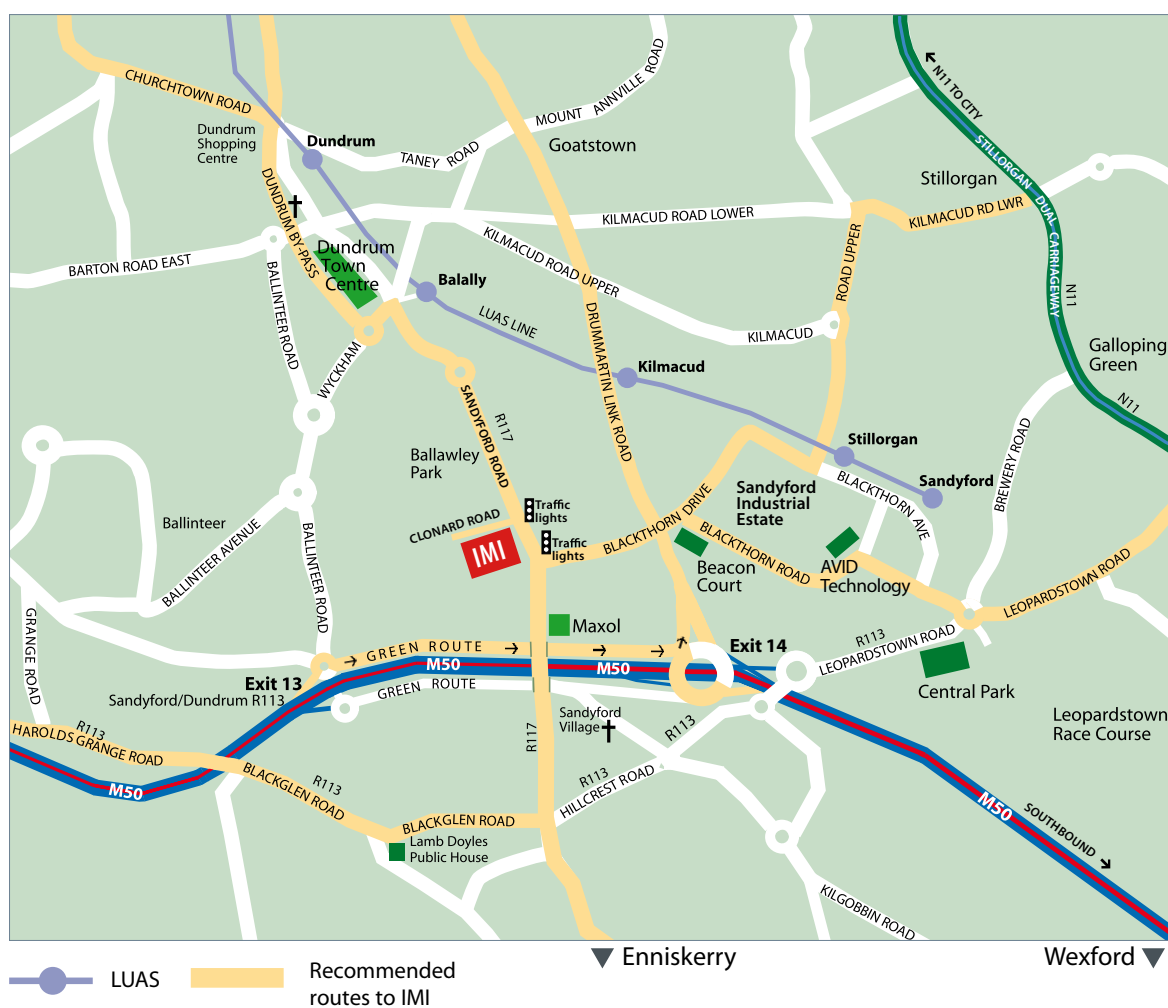 CHURCHTOWN ROAD
Dundrum
Shopping
Centre
Dundrum
TANEY ROAD
MOUNT ANNVILLE ROAD
Goatstown
N11 TO CITY
STILLORGAN DUAL CARRIAGEWAY
Stillorgan
KILMACUD RD LWR
KILMACUD ROAD LOWER
DUNDRUM BY-PASS
Dundrum
Town
Centre
BARTON ROAD EAST
BALLINTEER ROAD
KILMACUD ROAD UPPER
ROAD UPPER
KILMACUD
N11
Balally
LUAS LINE
DRUMMARTIN LINK ROAD
Galloping
Green
N11
WYCKHAM
Kilmacud
SANDYFORD ROAD
R117
Ballawley
Park
Stillorgan
Sandyford
BREWERY ROAD
BLACKTHORN AVE
Sandyford
Industrial
Estate
Traffic
lights
CLONARD ROAD
IMI
Traffic
lights
BLACKTHORN DRIVE
BLACKTHORN ROAD
Beacon
Court
AVID
Technology
LEOPARDSTOWN ROAD
Ballinteer
BALLINTEER AVENUE
BALLINTEER ROAD
GRANGE ROAD
Maxol
GREEN ROUTE
M50
M50
Exit 14
R113
LEOPARDSTOWN ROAD
Central Park
Exit 13
Sandyford/Dundrum R113
GREEN ROUTE
Sandyford
Village
R113
Leopardstown
Race Course
R113
HAROLDS GRANGE ROAD
R117
M50
R113
BLACKGLEN ROAD
BLACKGLEN ROAD
R113
HILLCREST ROAD
Lamb Doyles
Public House
M50
SOUTHBOUND
KILGOBBIN ROAD
Enniskerry
Wexford
LUAS
Recommended
routes to IMI